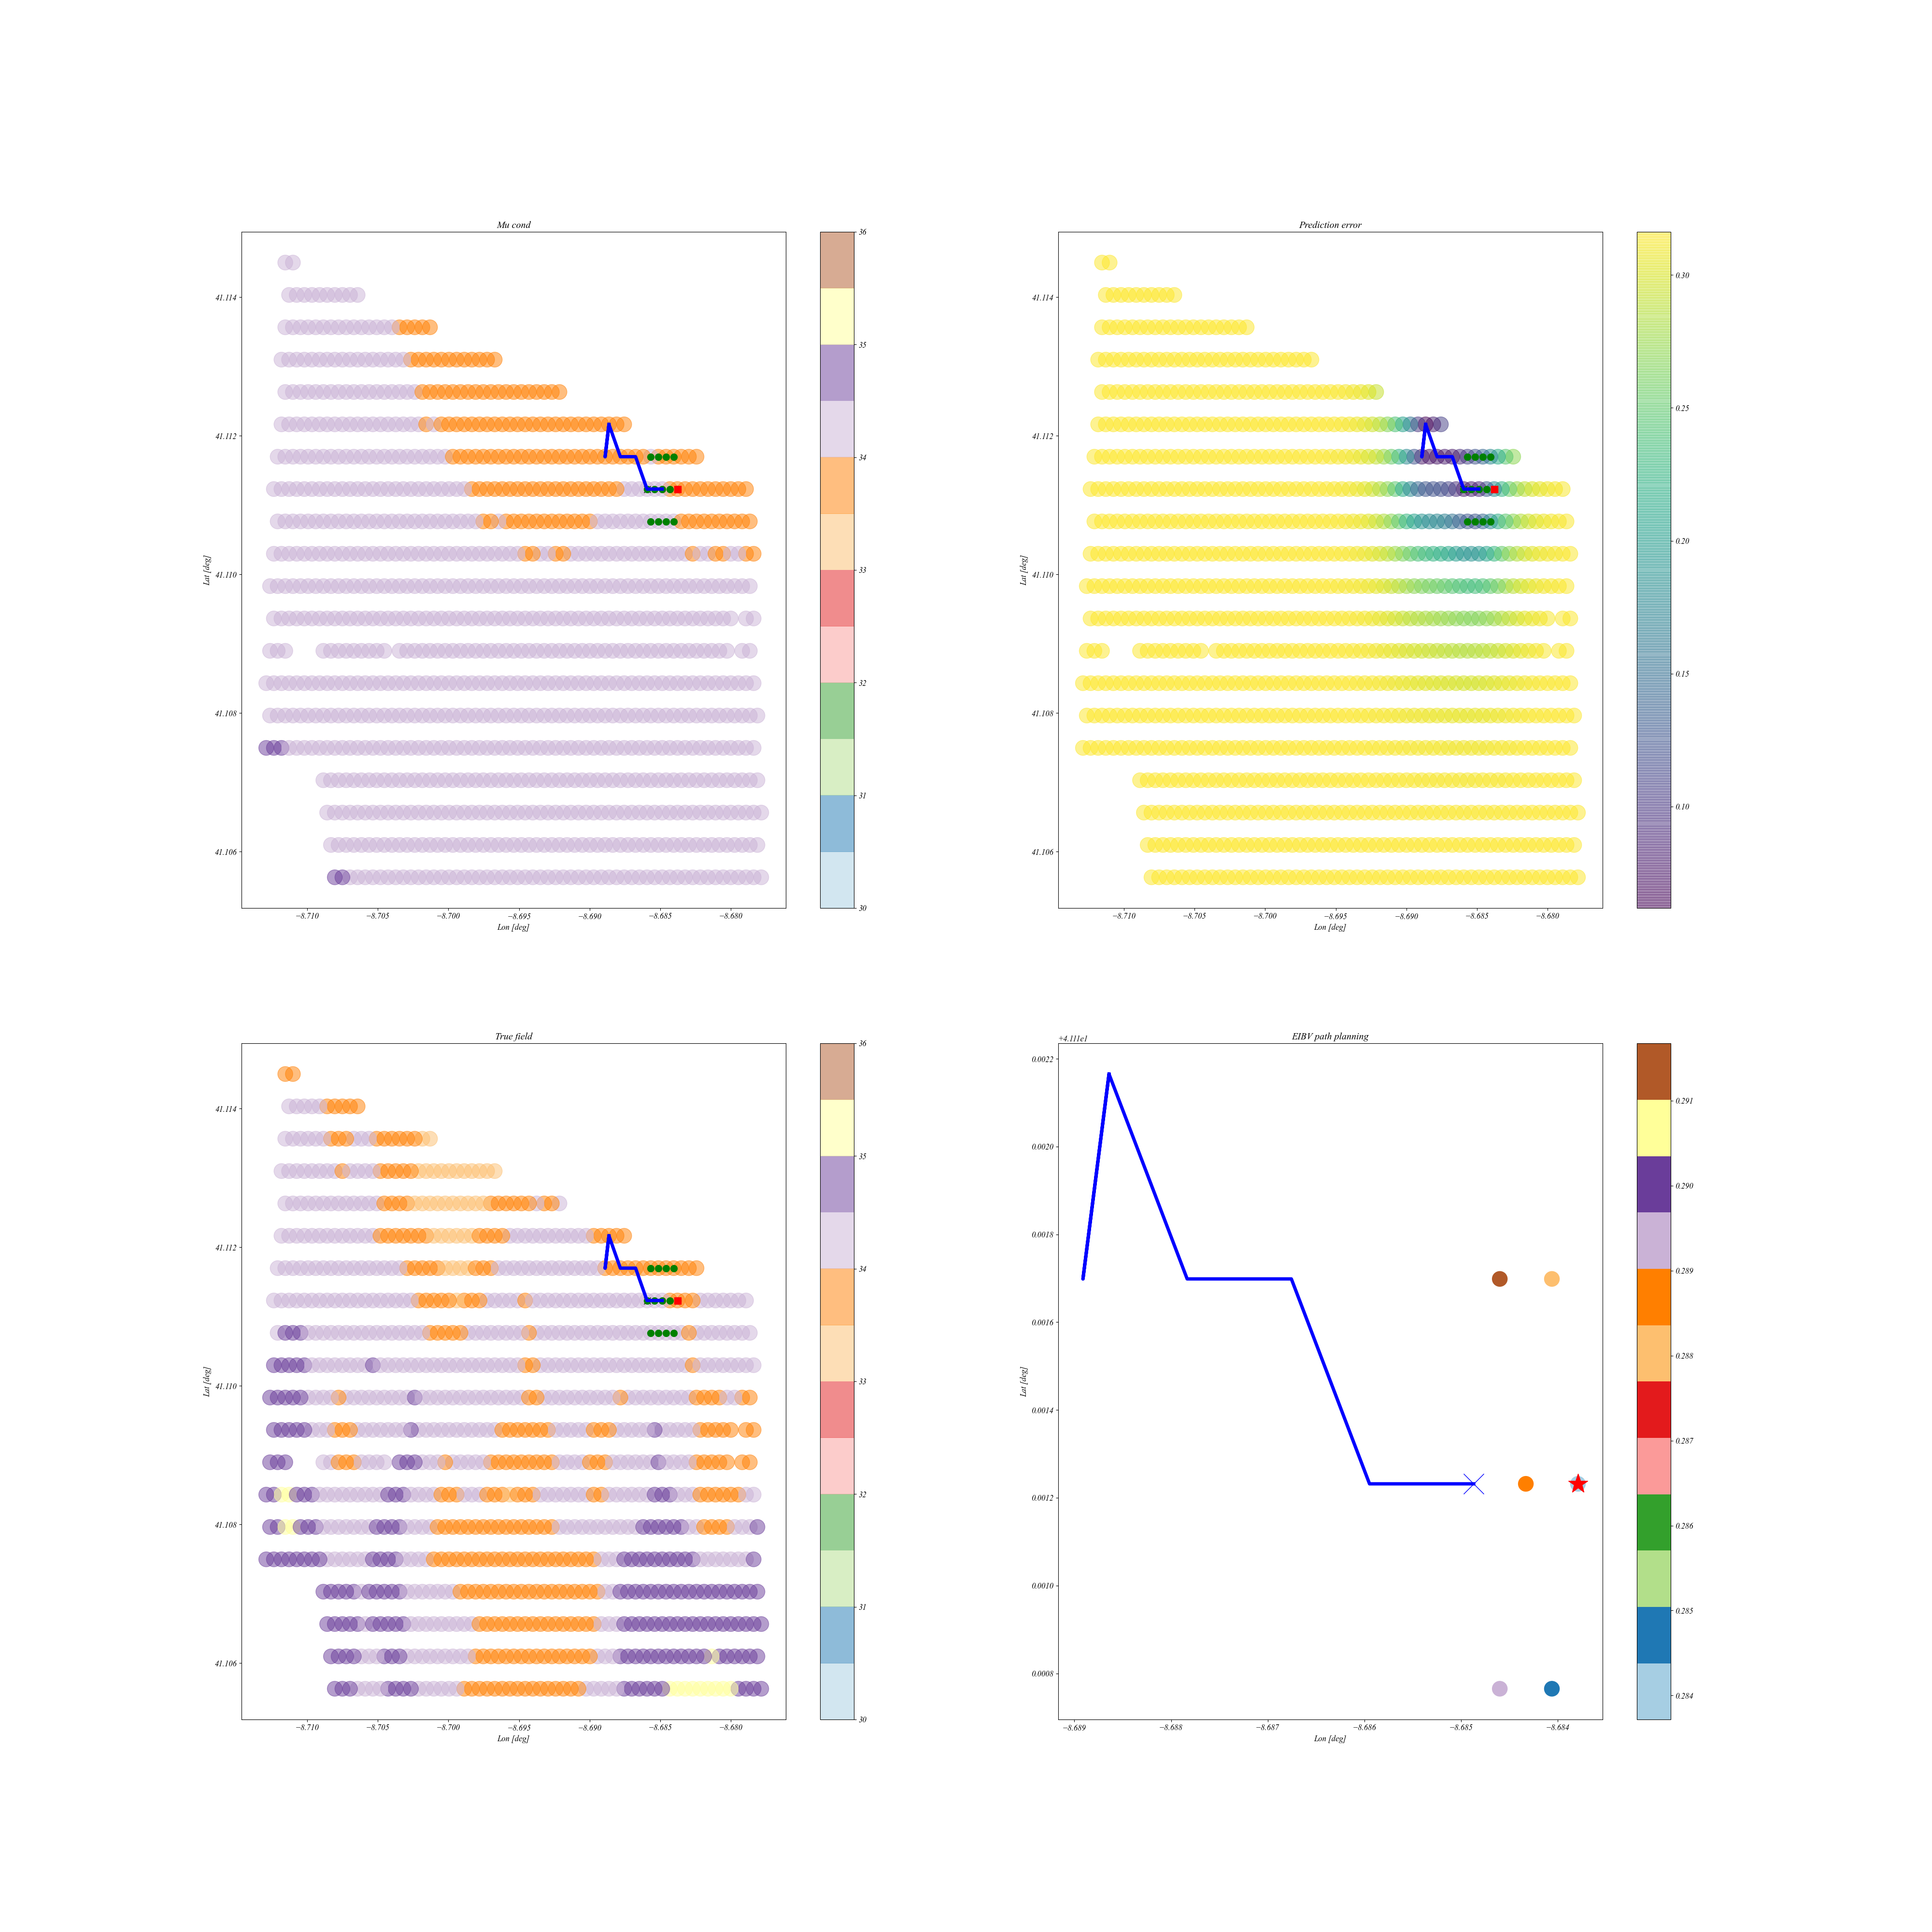 Mu cond
41.114
41.112
41.110
41.108
41.106
Lat [deg]
−8.710 −8.705 −8.700 −8.695 −8.690 −8.685 −8.680
Lon [deg]
36
35
34
33
32
31
30
Prediction error
41.114
41.112
41.110
41.108
41.106
Lat [deg]
−8.710 −8.705 −8.700 −8.695 −8.690 −8.685 −8.680
Lon [deg]
0.30
0.25
0.20
0.15
0.10
True field
41.114
41.112
41.110
41.108
41.106
Lat [deg]
−8.710 −8.705 −8.700 −8.695 −8.690 −8.685 −8.680
Lon [deg]
36
35
34
33
32
31
30
EIBV path planning
+4.111e1
0.0022
0.0020
0.0018
0.0016
0.0014
0.0012
0.0010
0.0008
Lat [deg]
−8.689 −8.688 −8.687 −8.686 −8.685 −8.684
Lon [deg]
0.291
0.290
0.289
0.288
0.287
0.286
0.285
0.284